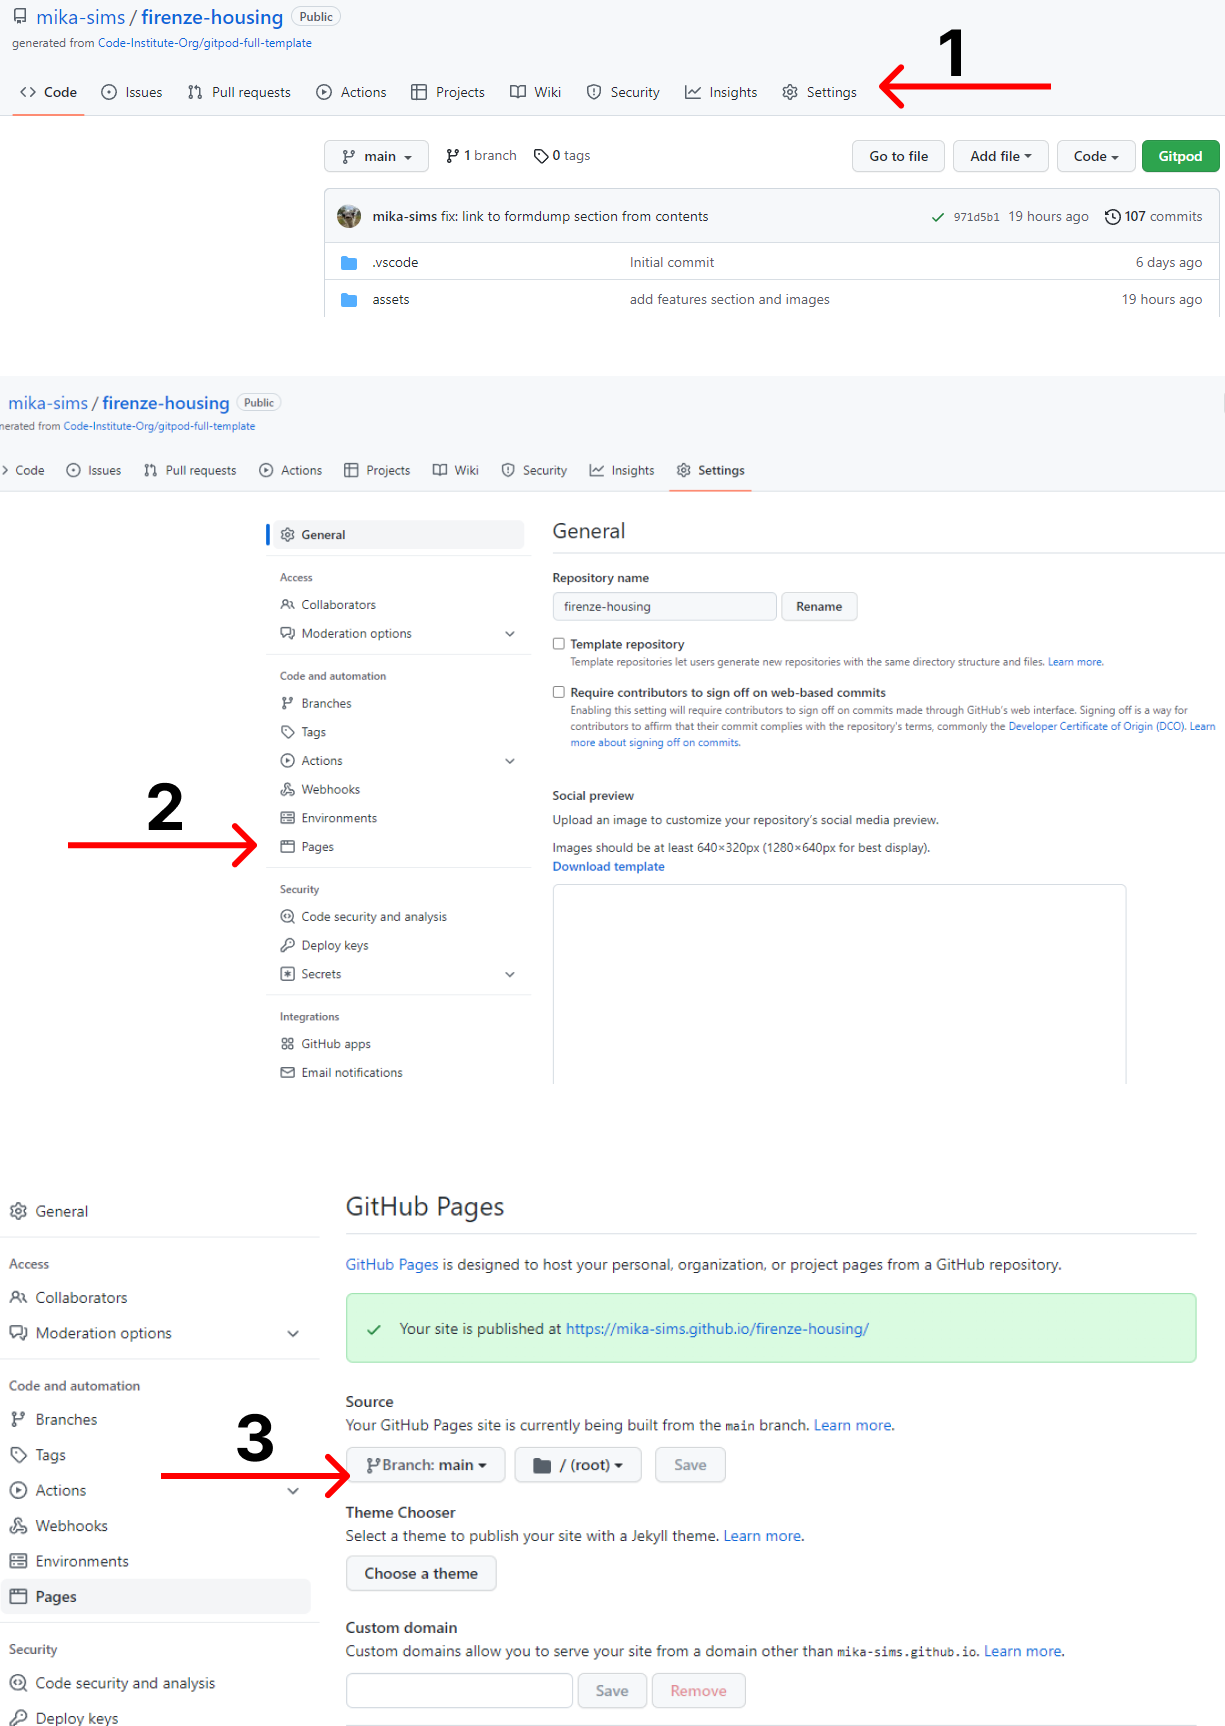 mika-sims / firenze-housing Public
generated from Code-Institute-Org/gitpod-full-template
1
Code Issues Pull requests Actions Projects Wiki Security Insights Settings
main 1 branch 0 tags Go to file Add file Code Gitpod
mika-sims fix: link to formdump section from contents 971d5b1 19 hours ago 107 commits
.vscode Initial commit 6 days ago
assets add features section and images 19 hours ago
mika-sims / firenze-housing Public
nerated from Code-Institute-Org/gitpod-full-template
Code Issues Pull requests Actions Projects Wiki Security Insights Settings
General
Access
Collaborators
Moderation options
Code and automation
Branches
Tags
Actions
Webhooks
Environments
2
Pages
Security
Code security and analysis
Deploy keys
Secrets
Integrations
GitHub apps
Email notifications
General
Repository name
firenze-housing Rename
Template repository
Template repositories let users generate new repositories with the same directory structure and files. Learn more.
Require contributors to sign off on web-based commits
Enabling this setting will require contributors to sign off on commits made through GitHub's web interface. Signing off is a way for
contributors to affirm that their commit complies with the repository's terms, commonly the Developer Certificate of Origin (DCO). Learn
more about signing off on commits.
Social preview
Upload an image to customize your repository's social media preview.
Images should be at least 640×320px (1280×640px for best display).
Download template
General
Access
Collaborators
Moderation options
Code and automation
Branches
Tags
Actions
Webhooks
Environments
Pages
Security
Code security and analysis
Deploy keys
GitHub Pages
GitHub Pages is designed to host your personal, organization, or project pages from a GitHub repository.
Your site is published at https://mika-sims.github.io/firenze-housing/
Source
Your GitHub Pages site is currently being built from the main branch. Learn more.
3
Branch: main / (root) Save
Theme Chooser
Select a theme to publish your site with a Jekyll theme. Learn more.
Choose a theme
Custom domain
Custom domains allow you to serve your site from a domain other than mika-sims.github.io. Learn more.
Save Remove